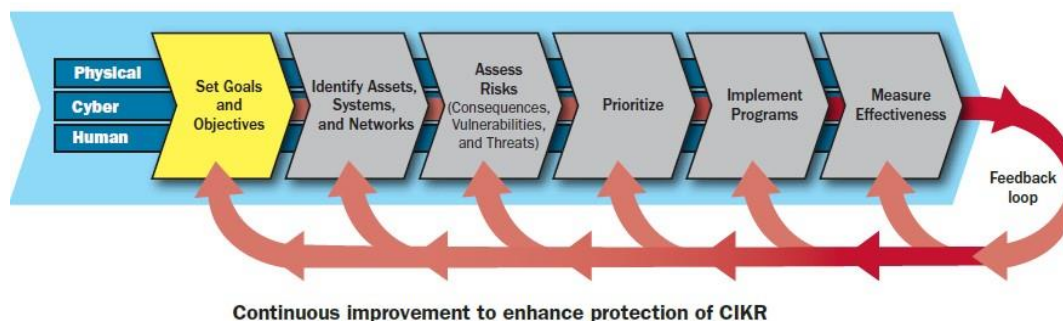 Physical
Cyber
Human
Set Goals
and
Objectives
Identify Assets,
Systems,
and Networks
Assess
Risks
(Consequences,
Vulnerabilities,
and Threats)
Prioritize
Implement
Programs
Measure
Effectiveness
Feedback
loop
Continuous improvement to enhance protection of CIKR